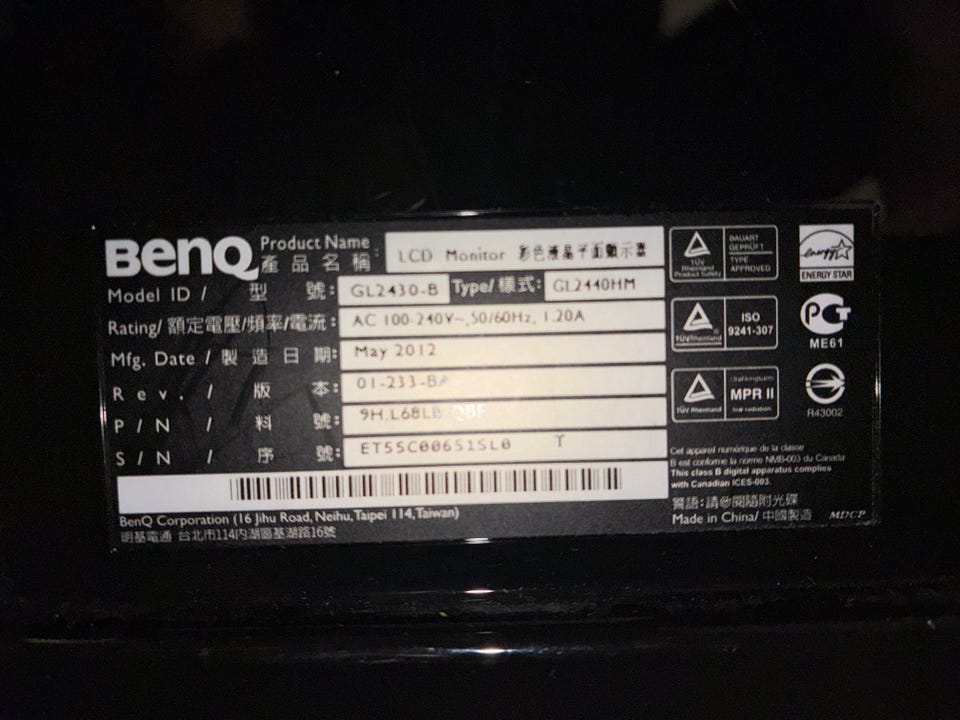 BenQ
Product Name
產品名稱: LCD Monitor 彩色液晶平面顯示器
Model ID / 型號: GL2430-B Type/樣式: GL2440HM
Rating/額定電壓/頻率/電流: AC 100-240V~,50/60Hz, 1.20A
Mfg. Date / 製造日期: May 2012
Rev. / 版本: 01-233-BA
P/N / 料號: 9H.L68LB.QBE
S/N / 序號: ET55C00651SL0 T
BenQ Corporation (16 Jihu Road, Neihu, Taipei 114, Taiwan)
明基電通 台北市114內湖區基湖路16號
TÜV
Rheinland
Product Safety
BAUART
GEPRÜFT
TYPE
APPROVED
energy
ENERGY STAR
TÜVRheinland
ISO
9241-307
ME61
TÜV Rheinland
strahlungsarm
MPR II
low radiation
R43002
Cet appareil numérique de la classe
B est conforme la norme NMB-003 du Canada
This class B digital apparatus complies
with Canadian ICES-003.
警語:請參閱隨附光碟
Made in China/ 中國製造 MDCP